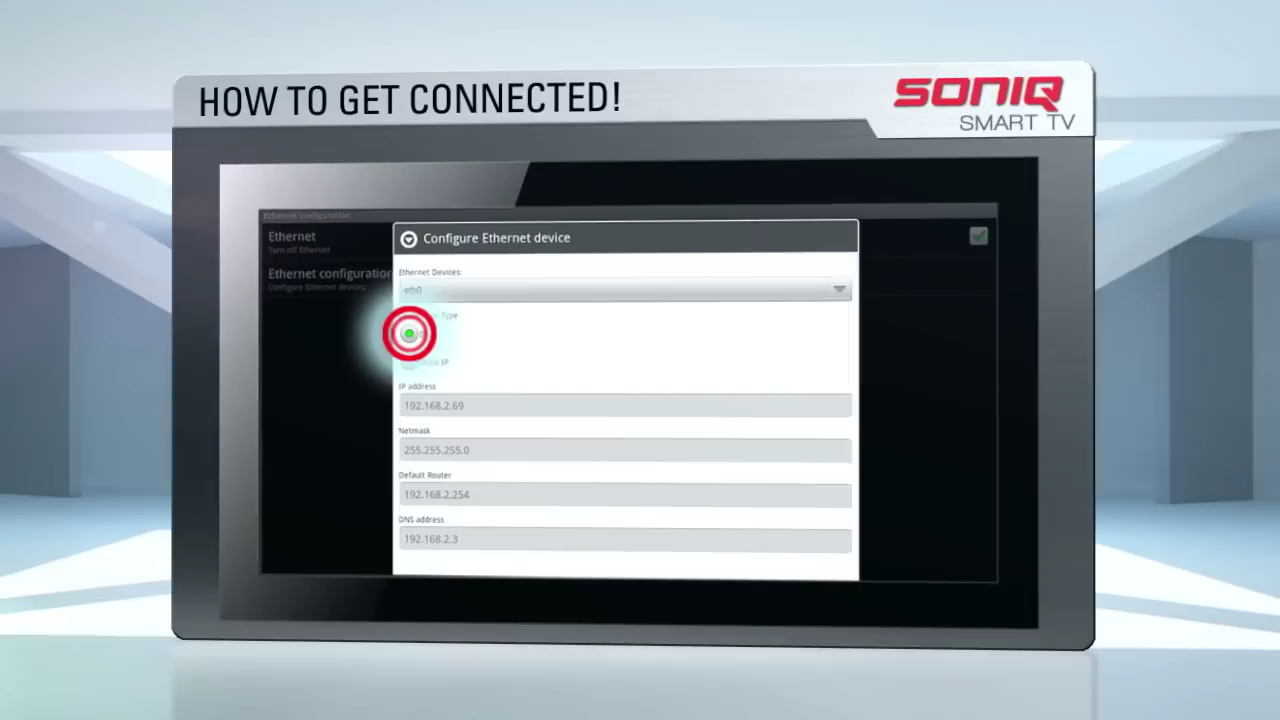 HOW TO GET CONNECTED!
SONIQ
SMART TV
Ethernet configuration
Ethernet
Turn off Ethernet
Ethernet configuration
Configure Ethernet devices
Configure Ethernet device
Ethernet Devices:
eth0
Type
IP
IP address
192.168.2.69
Netmask
255.255.255.0
Default Router
192.168.2.254
DNS address
192.168.2.3